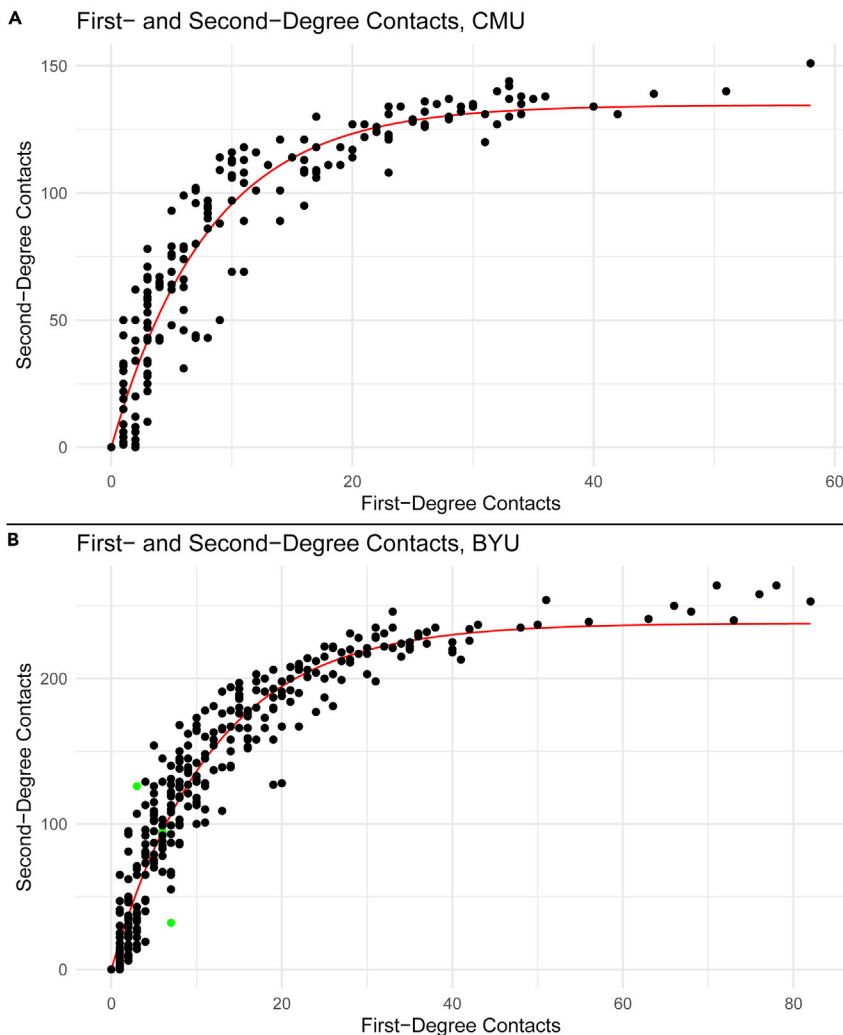 A
First− and Second−Degree Contacts, CMU
150
100
50
0
Second−Degree Contacts
0 20 40 60
First−Degree Contacts
B
First− and Second−Degree Contacts, BYU
200
100
0
Second−Degree Contacts
0 20 40 60 80
First−Degree Contacts